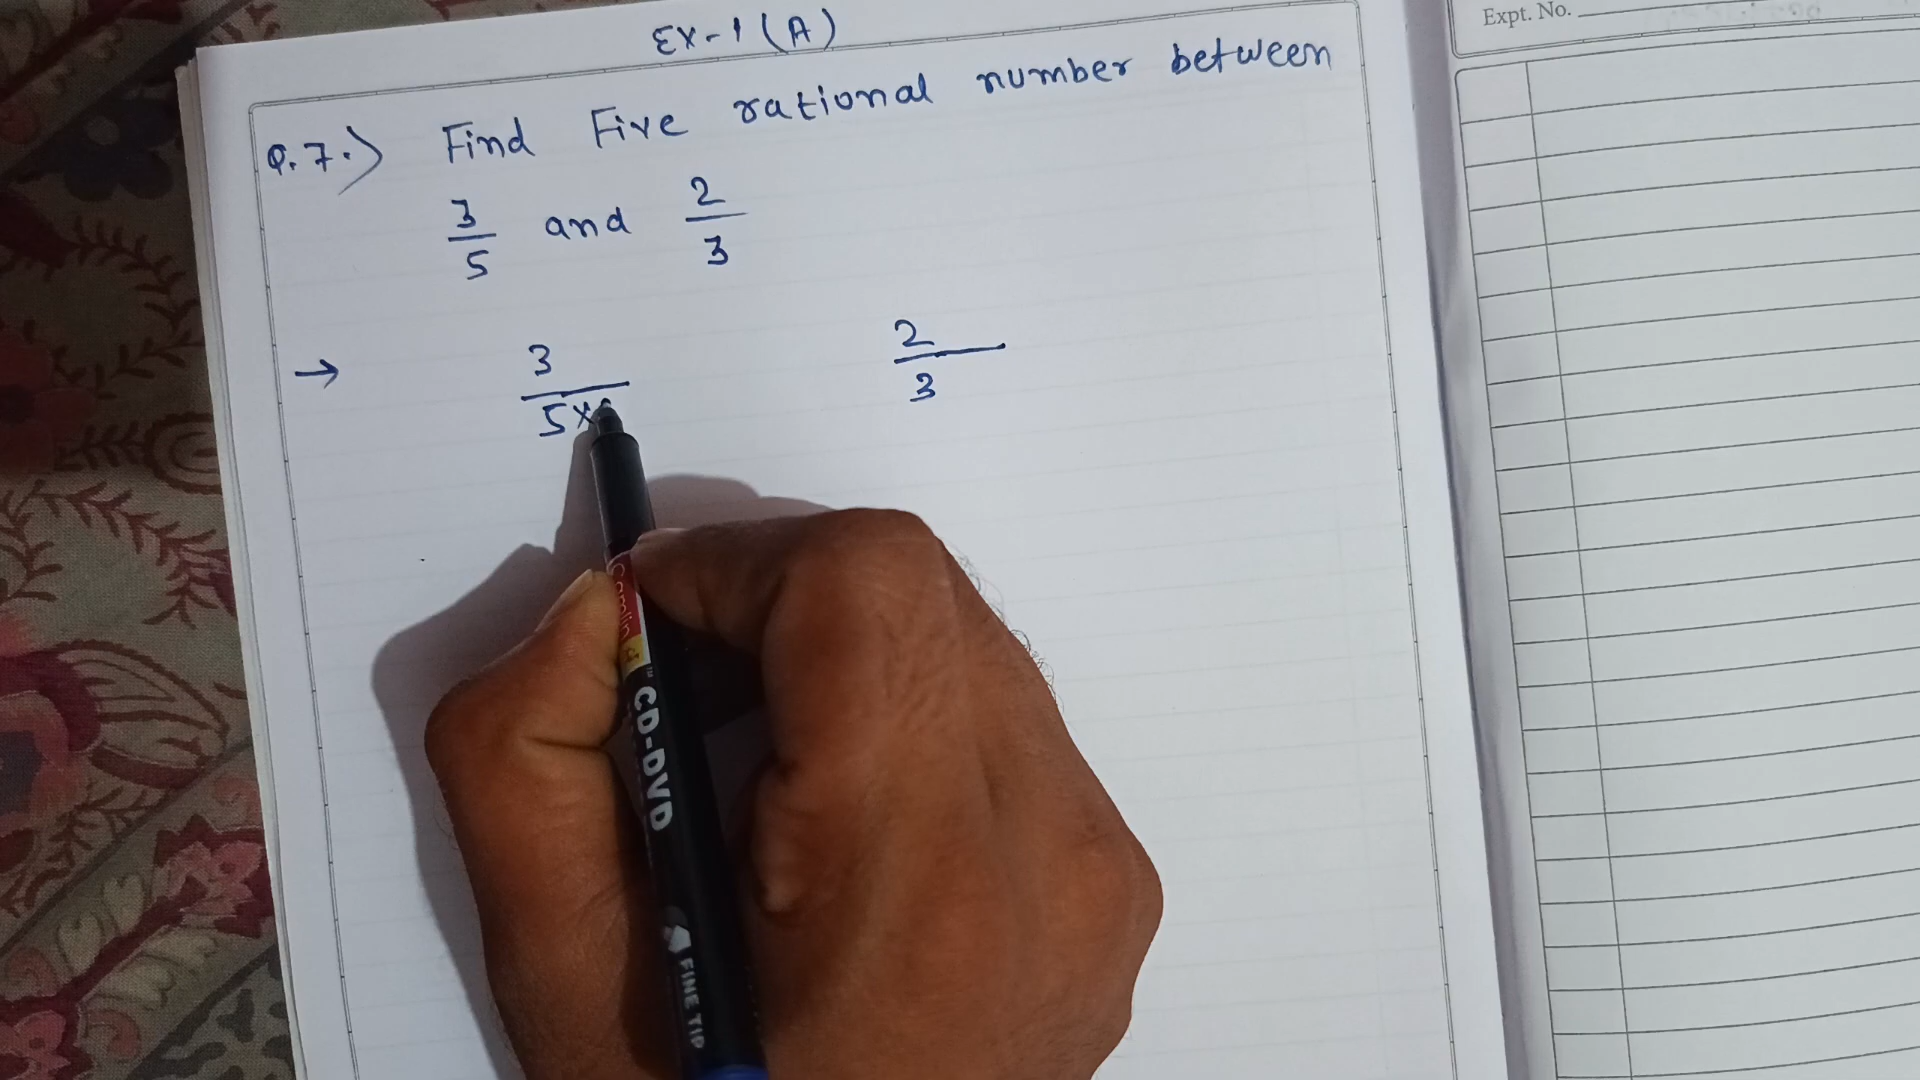 Ex-1 (A)
Q.7.) Find Five rational number between
3/5 and 2/3
→ 3/5× 2/3
Expt. No.
Camlin
CD-DVD
FINE TIP